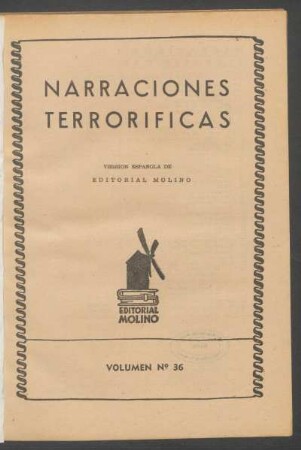 NARRACIONES
TERRORIFICAS
VERSION ESPAÑOLA DE
EDITORIAL MOLINO
EDITORIAL
MOLINO
VOLUMEN Nº 36